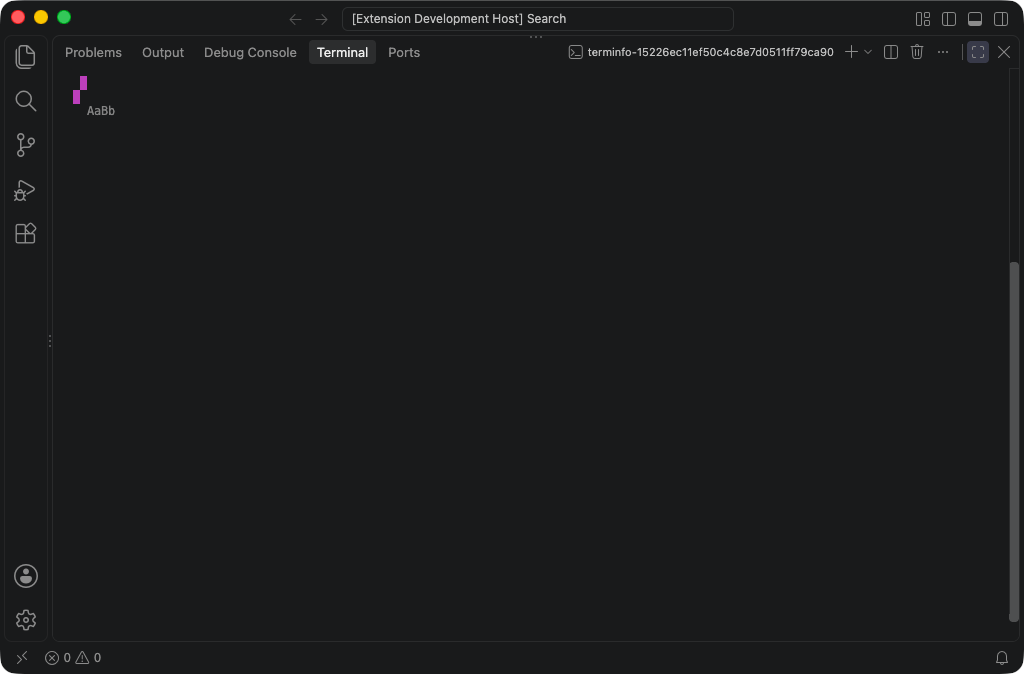 [Extension Development Host] Search
Problems Output Debug Console Terminal Ports terminfo-15226ec11ef50c4c8e7d0511ff79ca90
AaBb
0 0